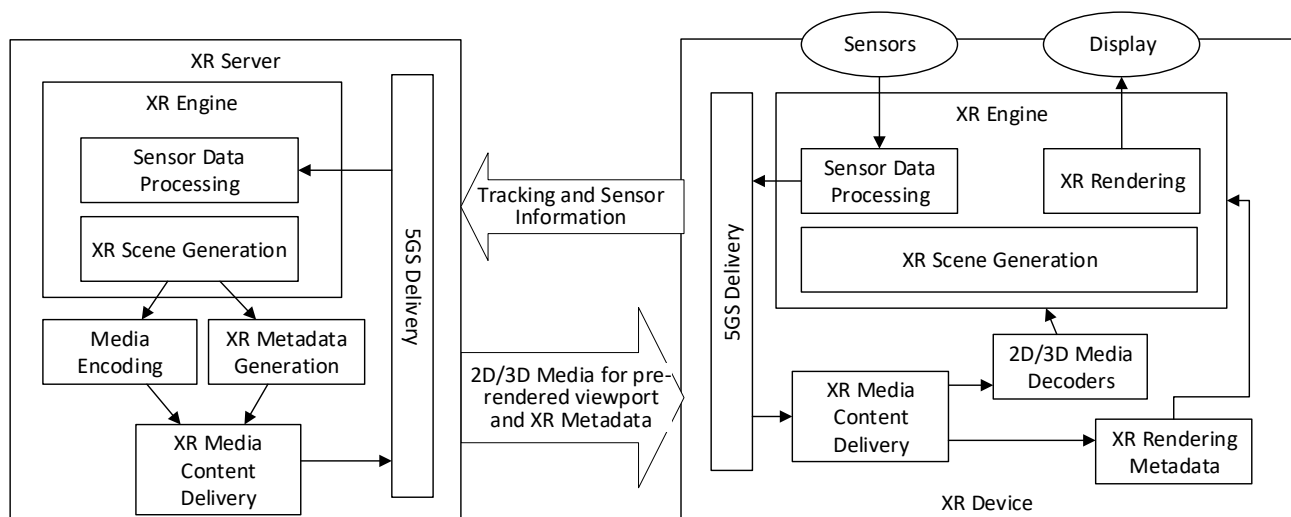 XR Server
XR Engine
Sensor Data
Processing
XR Scene Generation
Media
Encoding
XR Metadata
Generation
XR Media
Content
Delivery
5GS Delivery
Tracking and Sensor
Information
2D/3D Media for pre-
rendered viewport
and XR Metadata
Sensors
Display
5GS Delivery
XR Engine
Sensor Data
Processing
XR Rendering
XR Scene Generation
2D/3D Media
Decoders
XR Media
Content
Delivery
XR Rendering
Metadata
XR Device